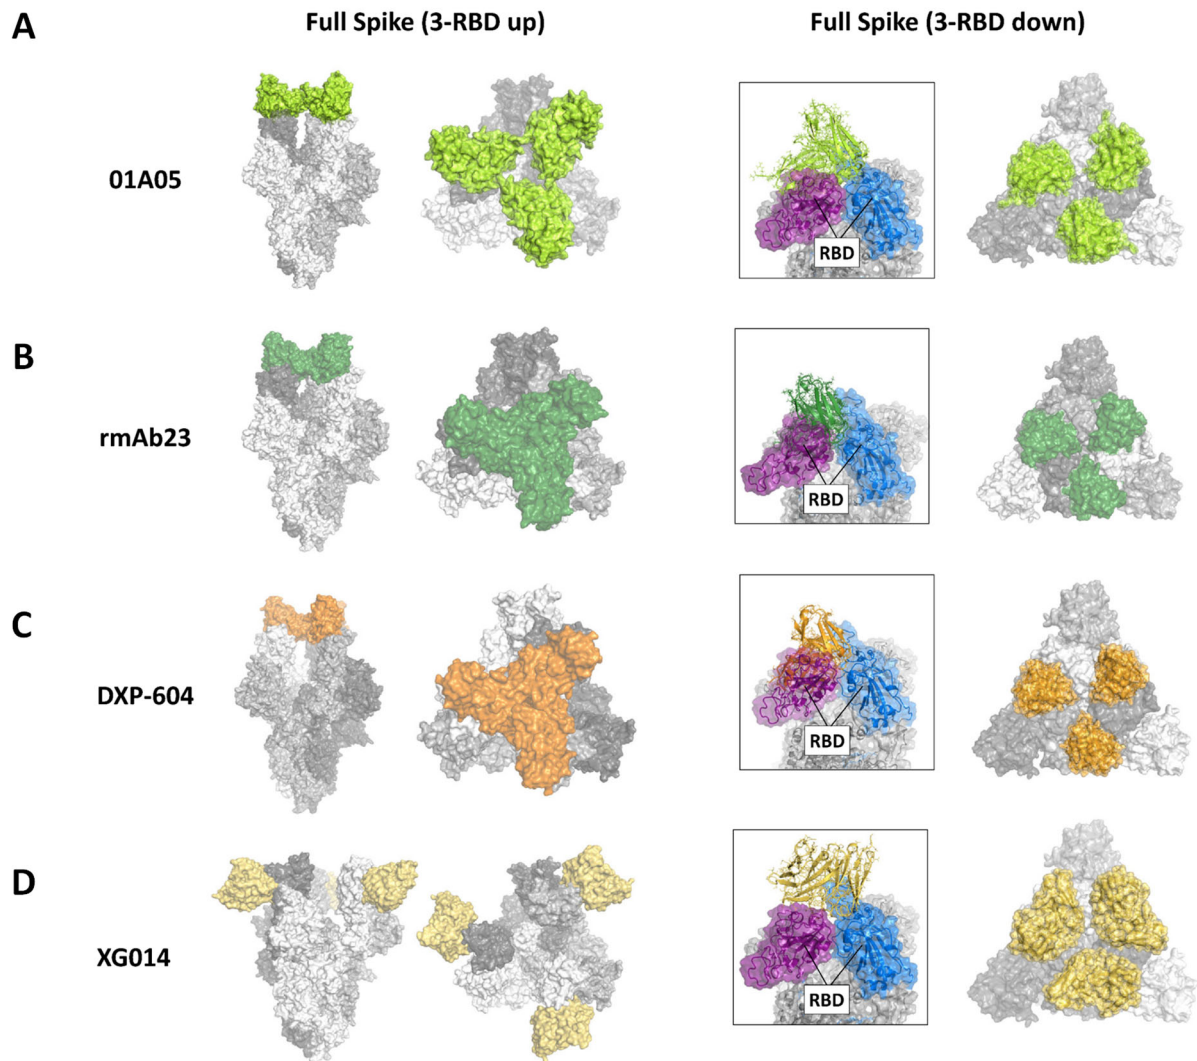 A
Full Spike (3-RBD up)
Full Spike (3-RBD down)
01A05
RBD
B
rmAb23
RBD
C
DXP-604
RBD
D
XG014
RBD